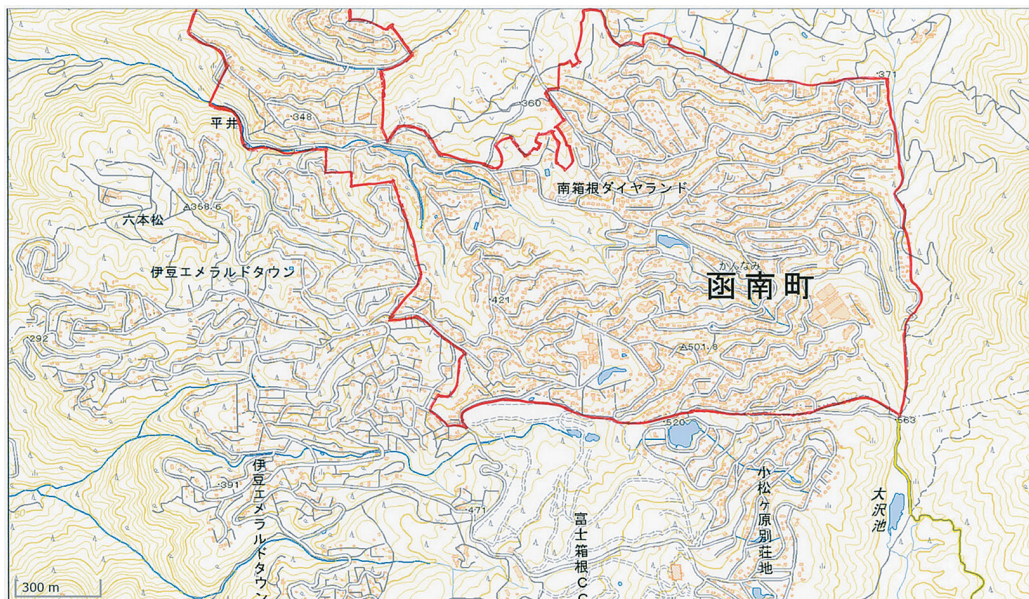 371
360
平井
348
南箱根ダイヤランド
六本松
358.6
伊豆エメラルドタウン
かんなみ
函南町
421
292
501.8
520
563
391
471
伊豆エメラルドタウン
富士箱根CC
小松ヶ原別荘地
大沢池
300 m